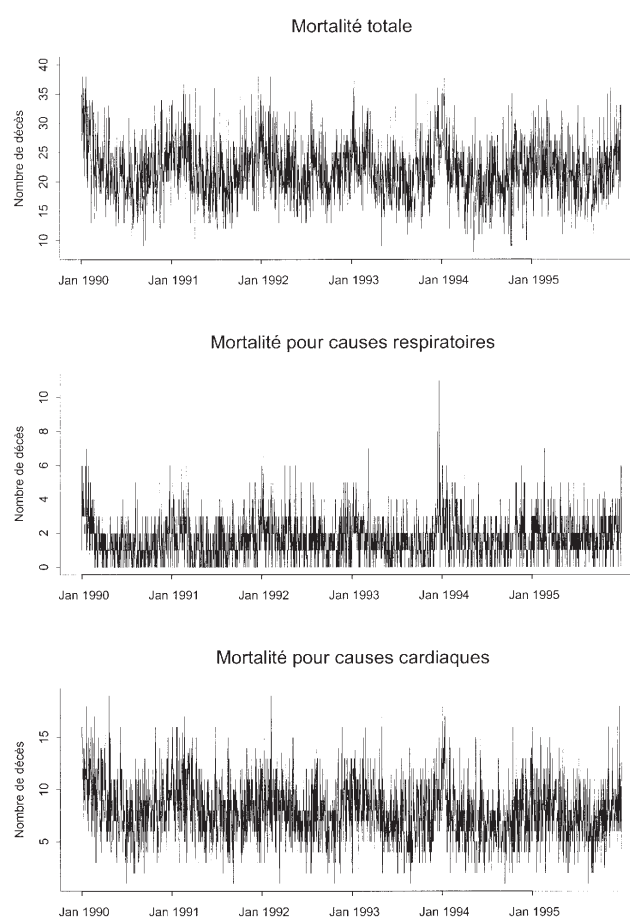 Mortalité totale
Nombre de décès
40
35
30
25
20
15
10
Jan 1990 Jan 1991 Jan 1992 Jan 1993 Jan 1994 Jan 1995
Mortalité pour causes respiratoires
Nombre de décès
10
8
6
4
2
0
Jan 1990 Jan 1991 Jan 1992 Jan 1993 Jan 1994 Jan 1995
Mortalité pour causes cardiaques
Nombre de décès
15
10
5
Jan 1990 Jan 1991 Jan 1992 Jan 1993 Jan 1994 Jan 1995